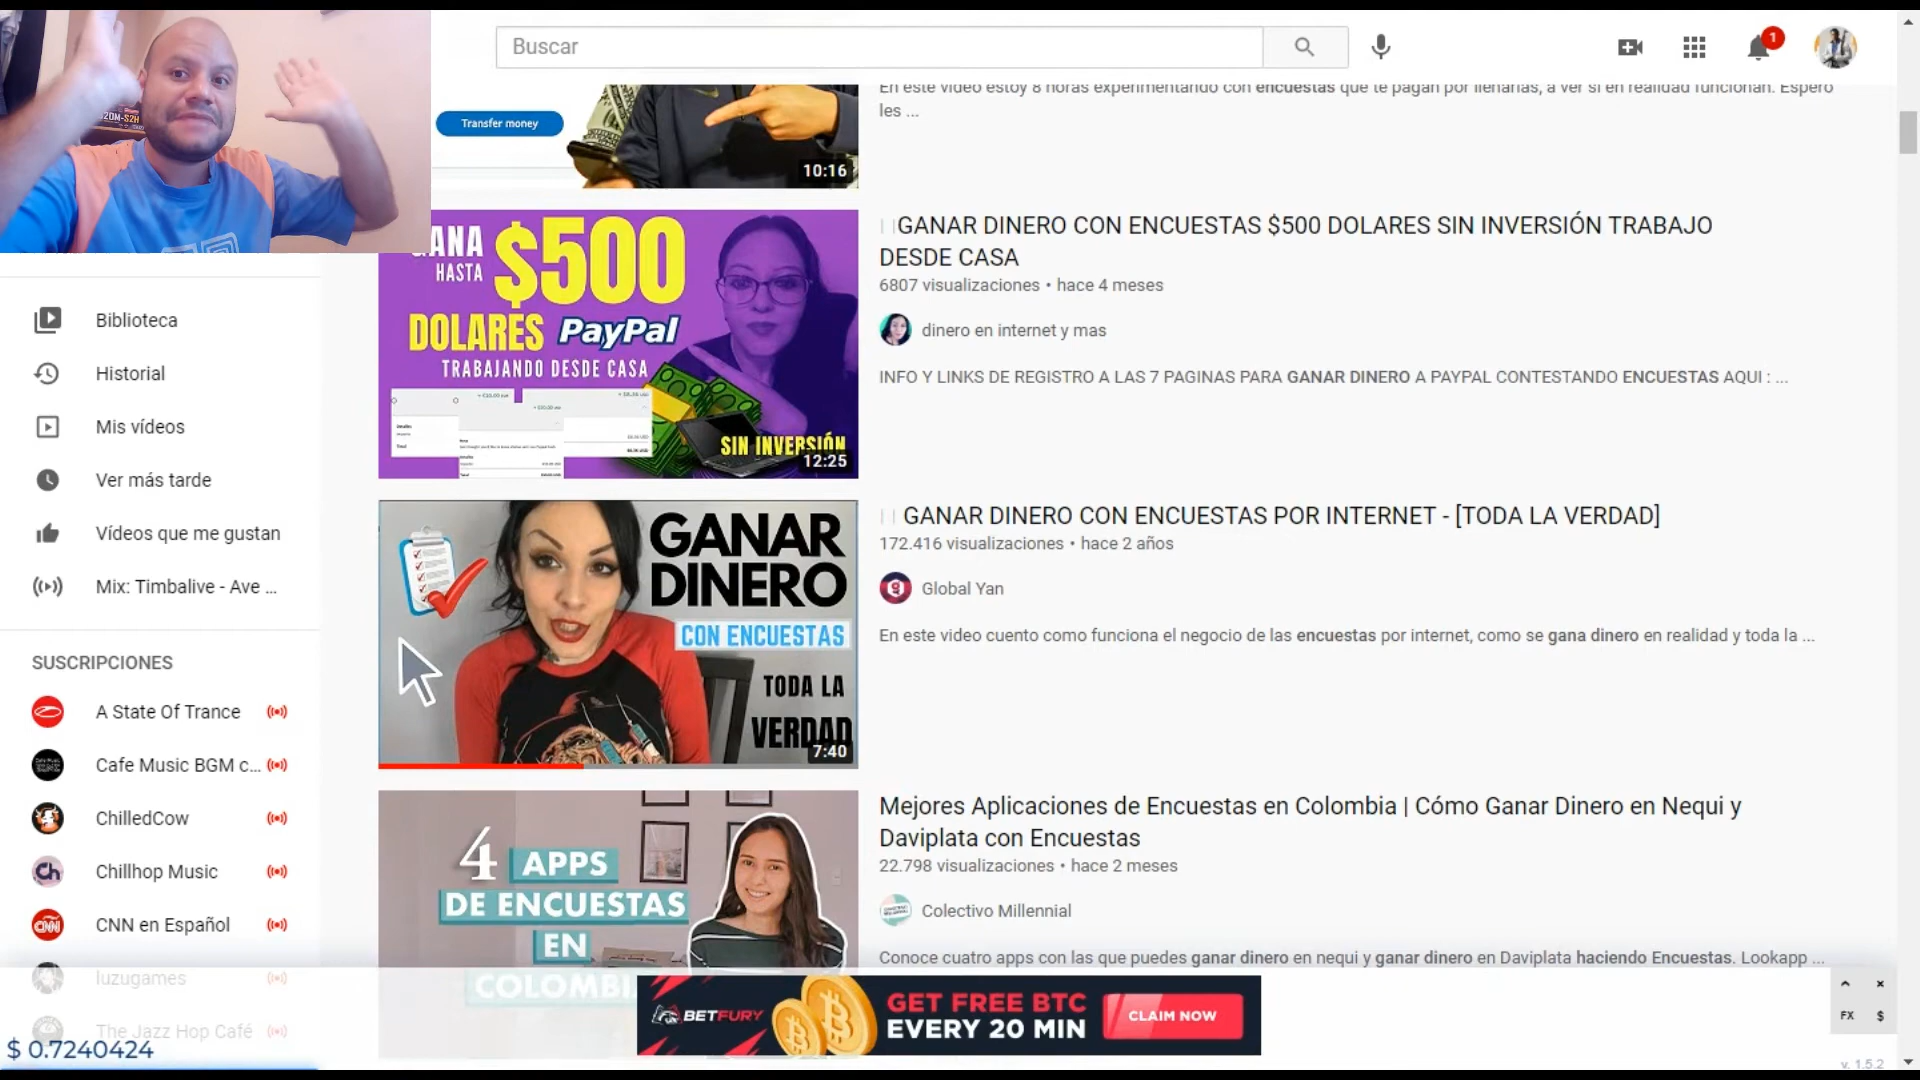 2DM-S2H
Buscar
1
Transfer money
10:16
En este video estoy 8 horas experimentando con encuestas que te pagan por llenarlas, a ver si en realidad funcionan. Espero
les ...
GANA
HASTA
$500
DOLARES PayPal
TRABAJANDO DESDE CASA
SIN INVERSIÓN
12:25
GANAR DINERO CON ENCUESTAS $500 DOLARES SIN INVERSIÓN TRABAJO
DESDE CASA
6807 visualizaciones • hace 4 meses
dinero en internet y mas
INFO Y LINKS DE REGISTRO A LAS 7 PAGINAS PARA GANAR DINERO A PAYPAL CONTESTANDO ENCUESTAS AQUI : ...
Biblioteca
Historial
Mis vídeos
Ver más tarde
Vídeos que me gustan
Mix: Timbalive - Ave ...
SUSCRIPCIONES
A State Of Trance
Cafe Music BGM c...
ChilledCow
Chillhop Music
CNN en Español
luzugames
The Jazz Hop Café
$ 0.7240424
GANAR
DINERO
CON ENCUESTAS
TODA LA
VERDAD
7:40
GANAR DINERO CON ENCUESTAS POR INTERNET - [TODA LA VERDAD]
172.416 visualizaciones • hace 2 años
Global Yan
En este video cuento como funciona el negocio de las encuestas por internet, como se gana dinero en realidad y toda la ...
4 APPS
DE ENCUESTAS
EN
COLOMBI
Mejores Aplicaciones de Encuestas en Colombia | Cómo Ganar Dinero en Nequi y
Daviplata con Encuestas
22.798 visualizaciones • hace 2 meses
Colectivo Millennial
Conoce cuatro apps con las que puedes ganar dinero en nequi y ganar dinero en Daviplata haciendo Encuestas. Lookapp ...
BETFURY
GET FREE BTC
EVERY 20 MIN
CLAIM NOW
FX $
v. 1.5.2